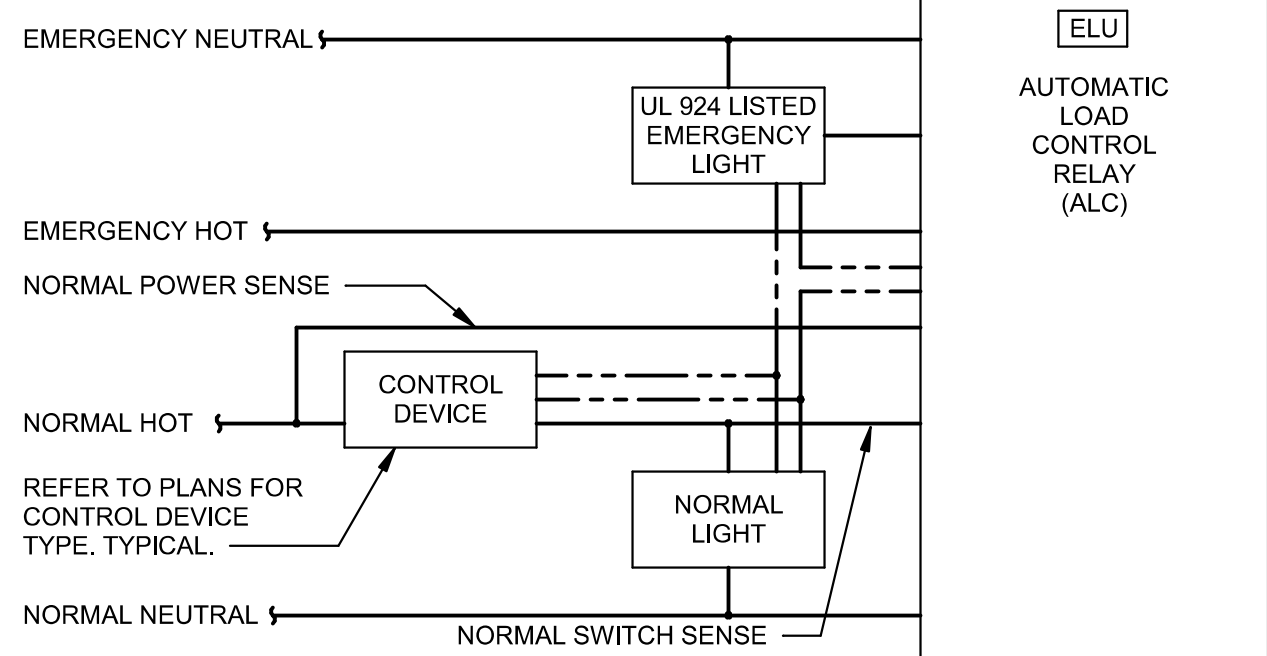 EMERGENCY NEUTRAL
ELU
AUTOMATIC
LOAD
CONTROL
RELAY
(ALC)
UL 924 LISTED
EMERGENCY
LIGHT
EMERGENCY HOT
NORMAL POWER SENSE
CONTROL
DEVICE
NORMAL HOT
REFER TO PLANS FOR
CONTROL DEVICE
TYPE. TYPICAL.
NORMAL
LIGHT
NORMAL NEUTRAL
NORMAL SWITCH SENSE